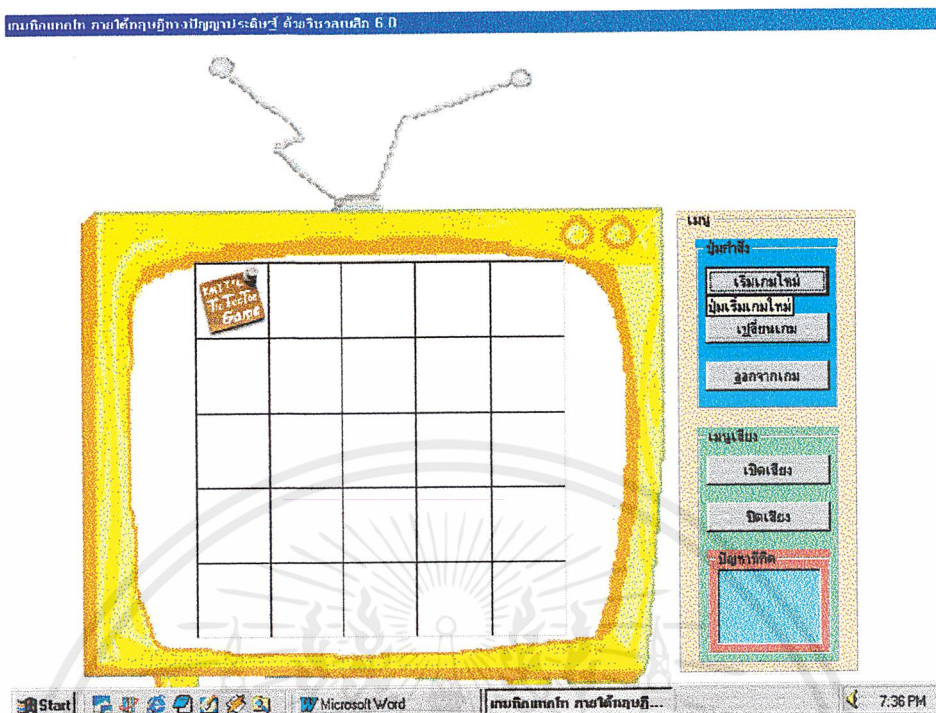 เกมทิกแทคโท ภายใต้ทฤษฎีทางปัญญาประดิษฐ์ ด้วยวิชวลเบสิก 6.0
KMITL
TicTacToe
Game
เมนู
ปุ่มคำสั่ง
เริ่มเกมใหม่
ปุ่มเริ่มเกมใหม่
เปลี่ยนเกม
ออกจากเกม
เมนูเสียง
เปิดเสียง
ปิดเสียง
ปัญหาที่คิด
Start
Microsoft Word
เกมทิกแทคโท ภายใต้ทฤษฎี...
7:36 PM